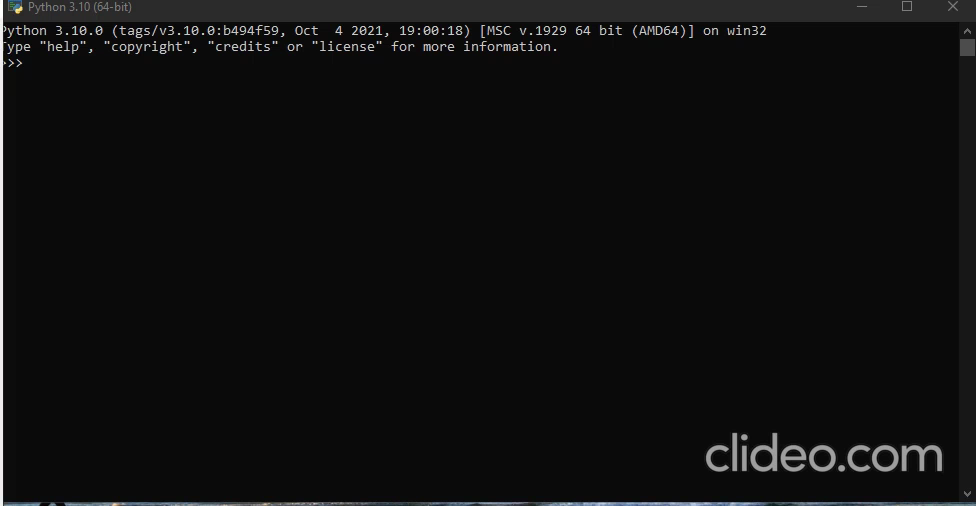 Python 3.10 (64-bit)
Python 3.10.0 (tags/v3.10.0:b494f59, Oct  4 2021, 19:00:18) [MSC v.1929 64 bit (AMD64)] on win32
Type "help", "copyright", "credits" or "license" for more information.
>>>
clideo.com